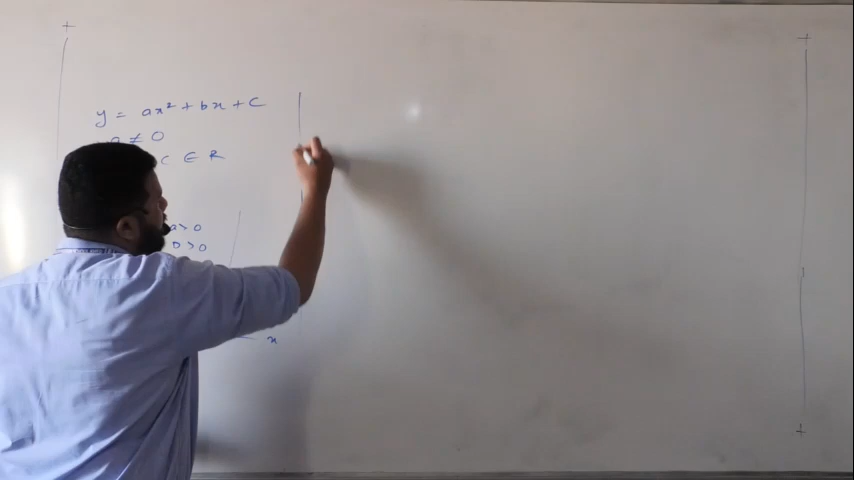 y = ax² + bx + c
a ≠ 0
c ∈ R
a > 0
D > 0
x